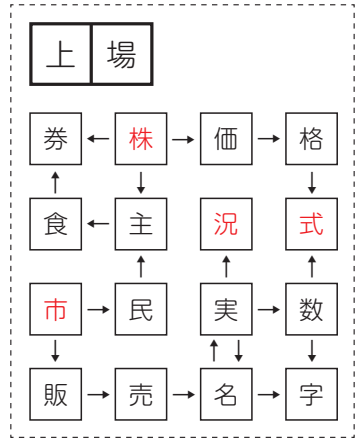 上場
券 株 価 格
食 主 況 式
市 民 実 数
販 売 名 字